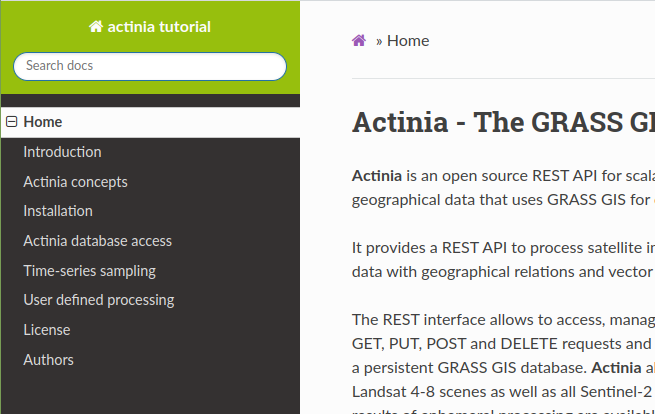 actinia tutorial
Search docs
Home
Introduction
Actinia concepts
Installation
Actinia database access
Time-series sampling
User defined processing
License
Authors
» Home
Actinia - The GRASS
Actinia is an open source REST API for
geographical data that uses GRASS GIS for
It provides a REST API to process satellite
data with geographical relations and vector
The REST interface allows to access,
GET, PUT, POST and DELETE requests and
a persistent GRASS GIS database. Actinia
Landsat 4-8 scenes as well as all Sentinel-2